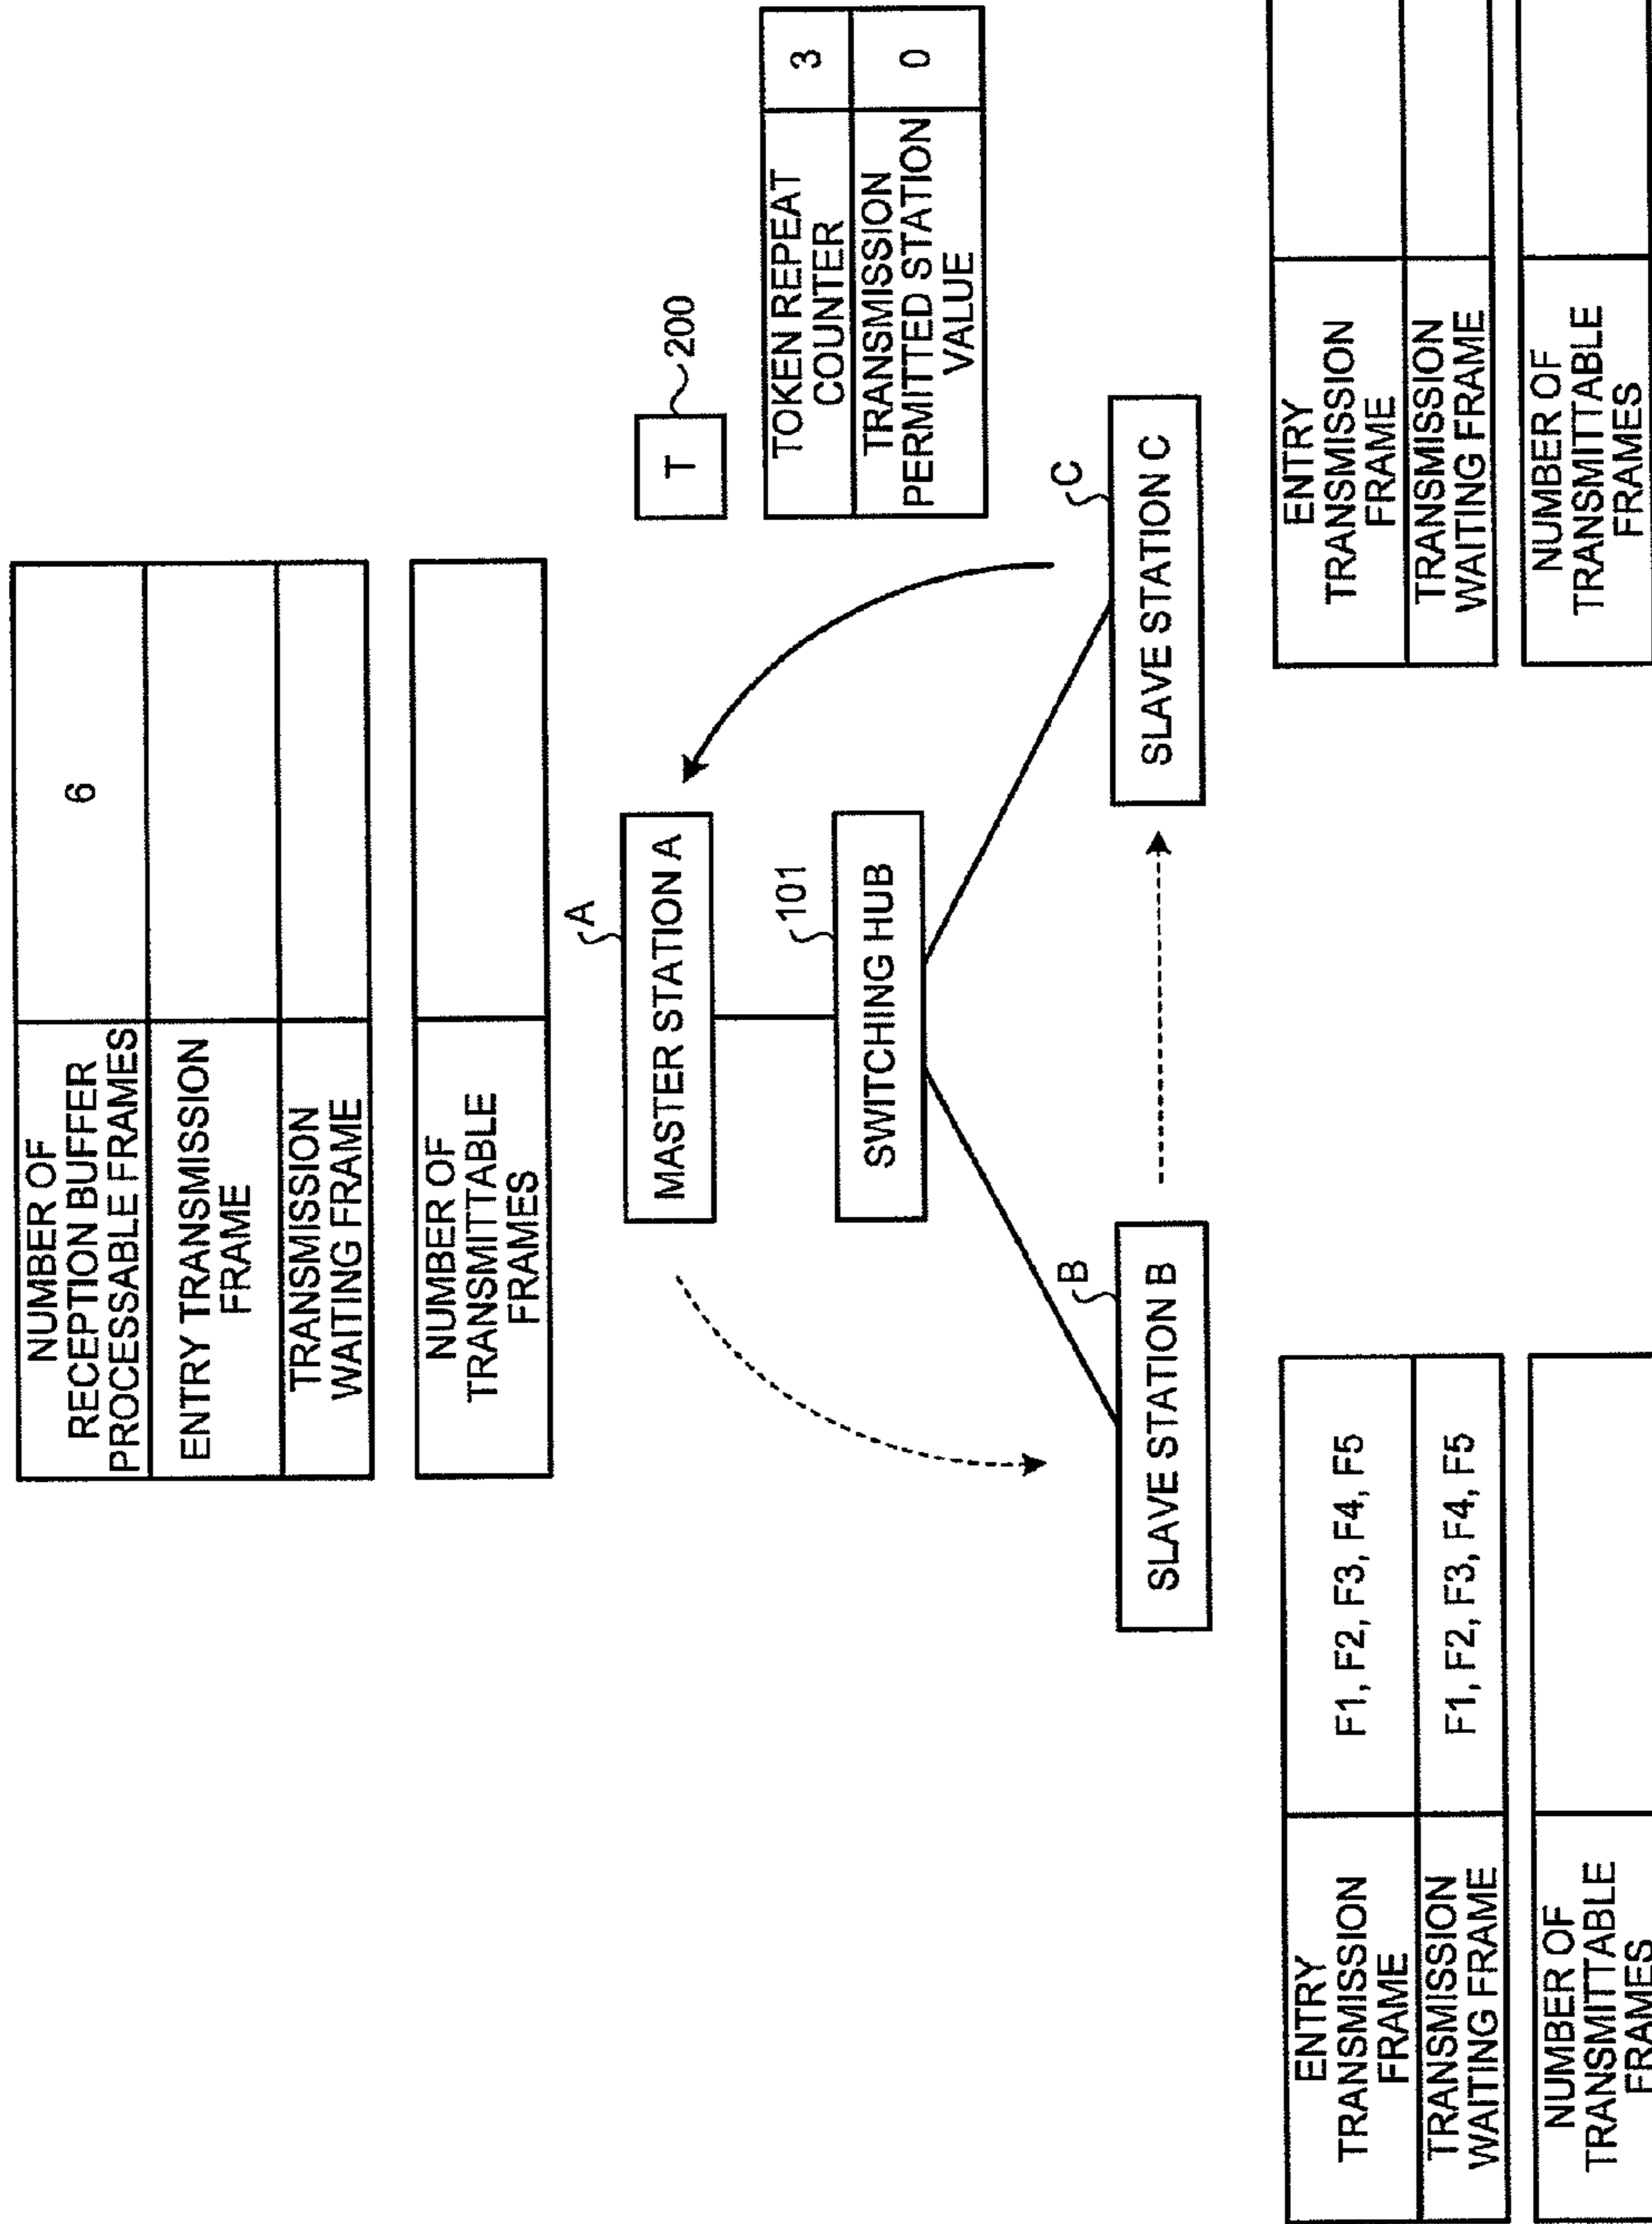 NUMBER OF
RECEPTION BUFFER
PROCESSABLE FRAMES
6
ENTRY TRANSMISSION
FRAME
TRANSMISSION
WAITING FRAME
NUMBER OF
TRANSMITTABLE
FRAMES
A
MASTER STATION A
T
200
101
SWITCHING HUB
TOKEN REPEAT
COUNTER
3
TRANSMISSION
PERMITTED STATION
VALUE
0
B
SLAVE STATION B
C
SLAVE STATION C
ENTRY
TRANSMISSION
FRAME
F1, F2, F3, F4, F5
TRANSMISSION
WAITING FRAME
F1, F2, F3, F4, F5
NUMBER OF
TRANSMITTABLE
FRAMES
ENTRY
TRANSMISSION
FRAME
TRANSMISSION
WAITING FRAME
NUMBER OF
TRANSMITTABLE
FRAMES